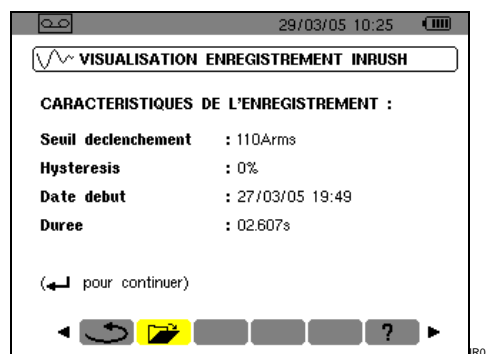 29/03/05 10:25
VISUALISATION ENREGISTREMENT INRUSH
CARACTERISTIQUES DE L'ENREGISTREMENT :
Seuil declenchement : 110Arms
Hysteresis : 0%
Date debut : 27/03/05 19:49
Duree : 02.607s
(↵ pour continuer)
?